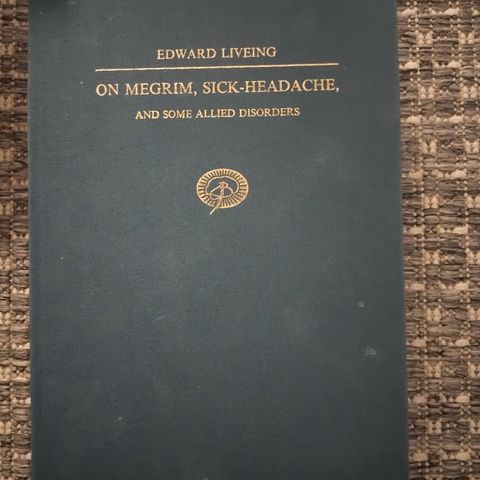 EDWARD LIVEING
ON MEGRIM, SICK-HEADACHE,
AND SOME ALLIED DISORDERS